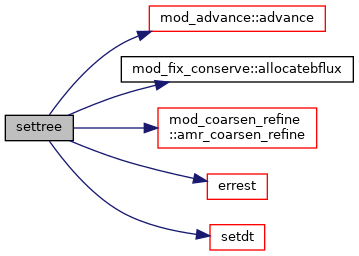 mod_advance::advance
mod_fix_conserve::allocatebflux
settree
mod_coarsen_refine
::amr_coarsen_refine
errest
setdt